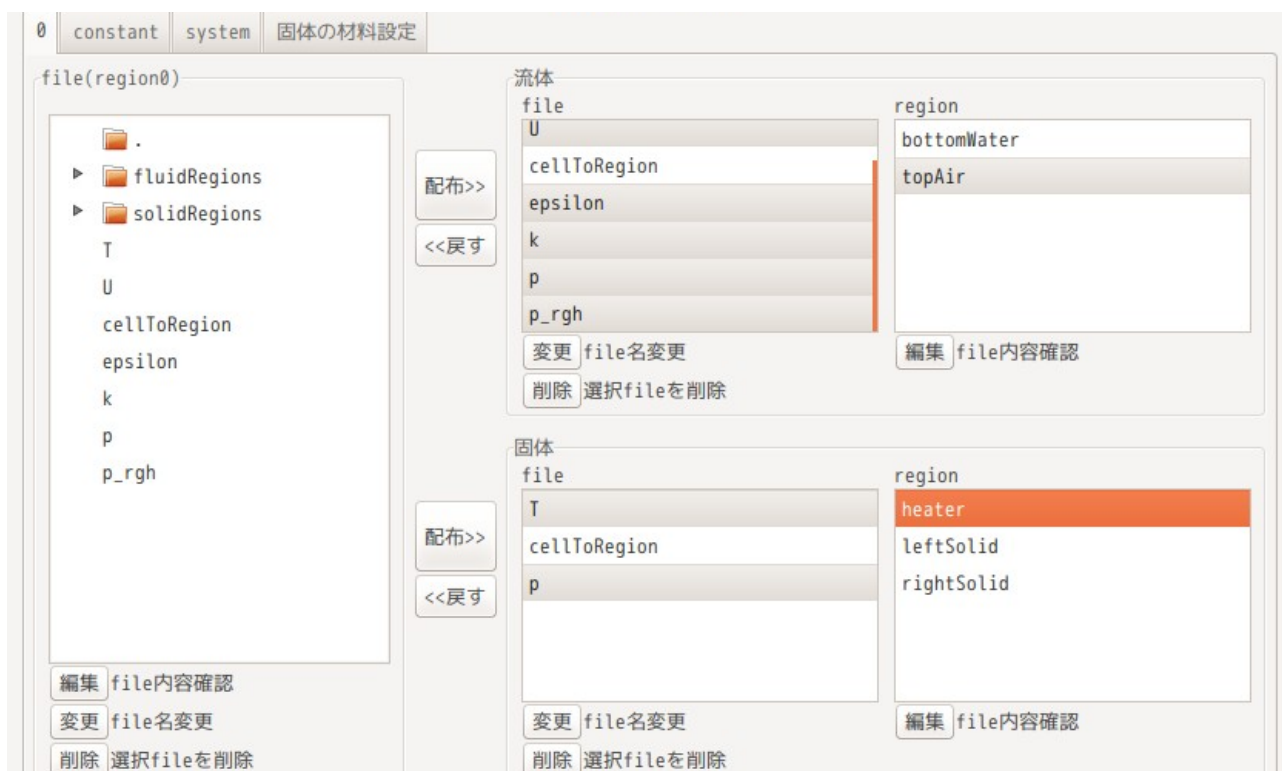 0 constant system 固体の材料設定
file(region0)
.
fluidRegions
solidRegions
T
U
cellToRegion
epsilon
k
p
p_rgh
編集 file内容確認
変更 file名変更
削除 選択fileを削除
配布>>
<<戻す
流体
file
U
cellToRegion
epsilon
k
p
p_rgh
変更 file名変更
削除 選択fileを削除
region
bottomWater
topAir
編集 file内容確認
配布>>
<<戻す
固体
file
T
cellToRegion
p
変更 file名変更
削除 選択fileを削除
region
heater
leftSolid
rightSolid
編集 file内容確認